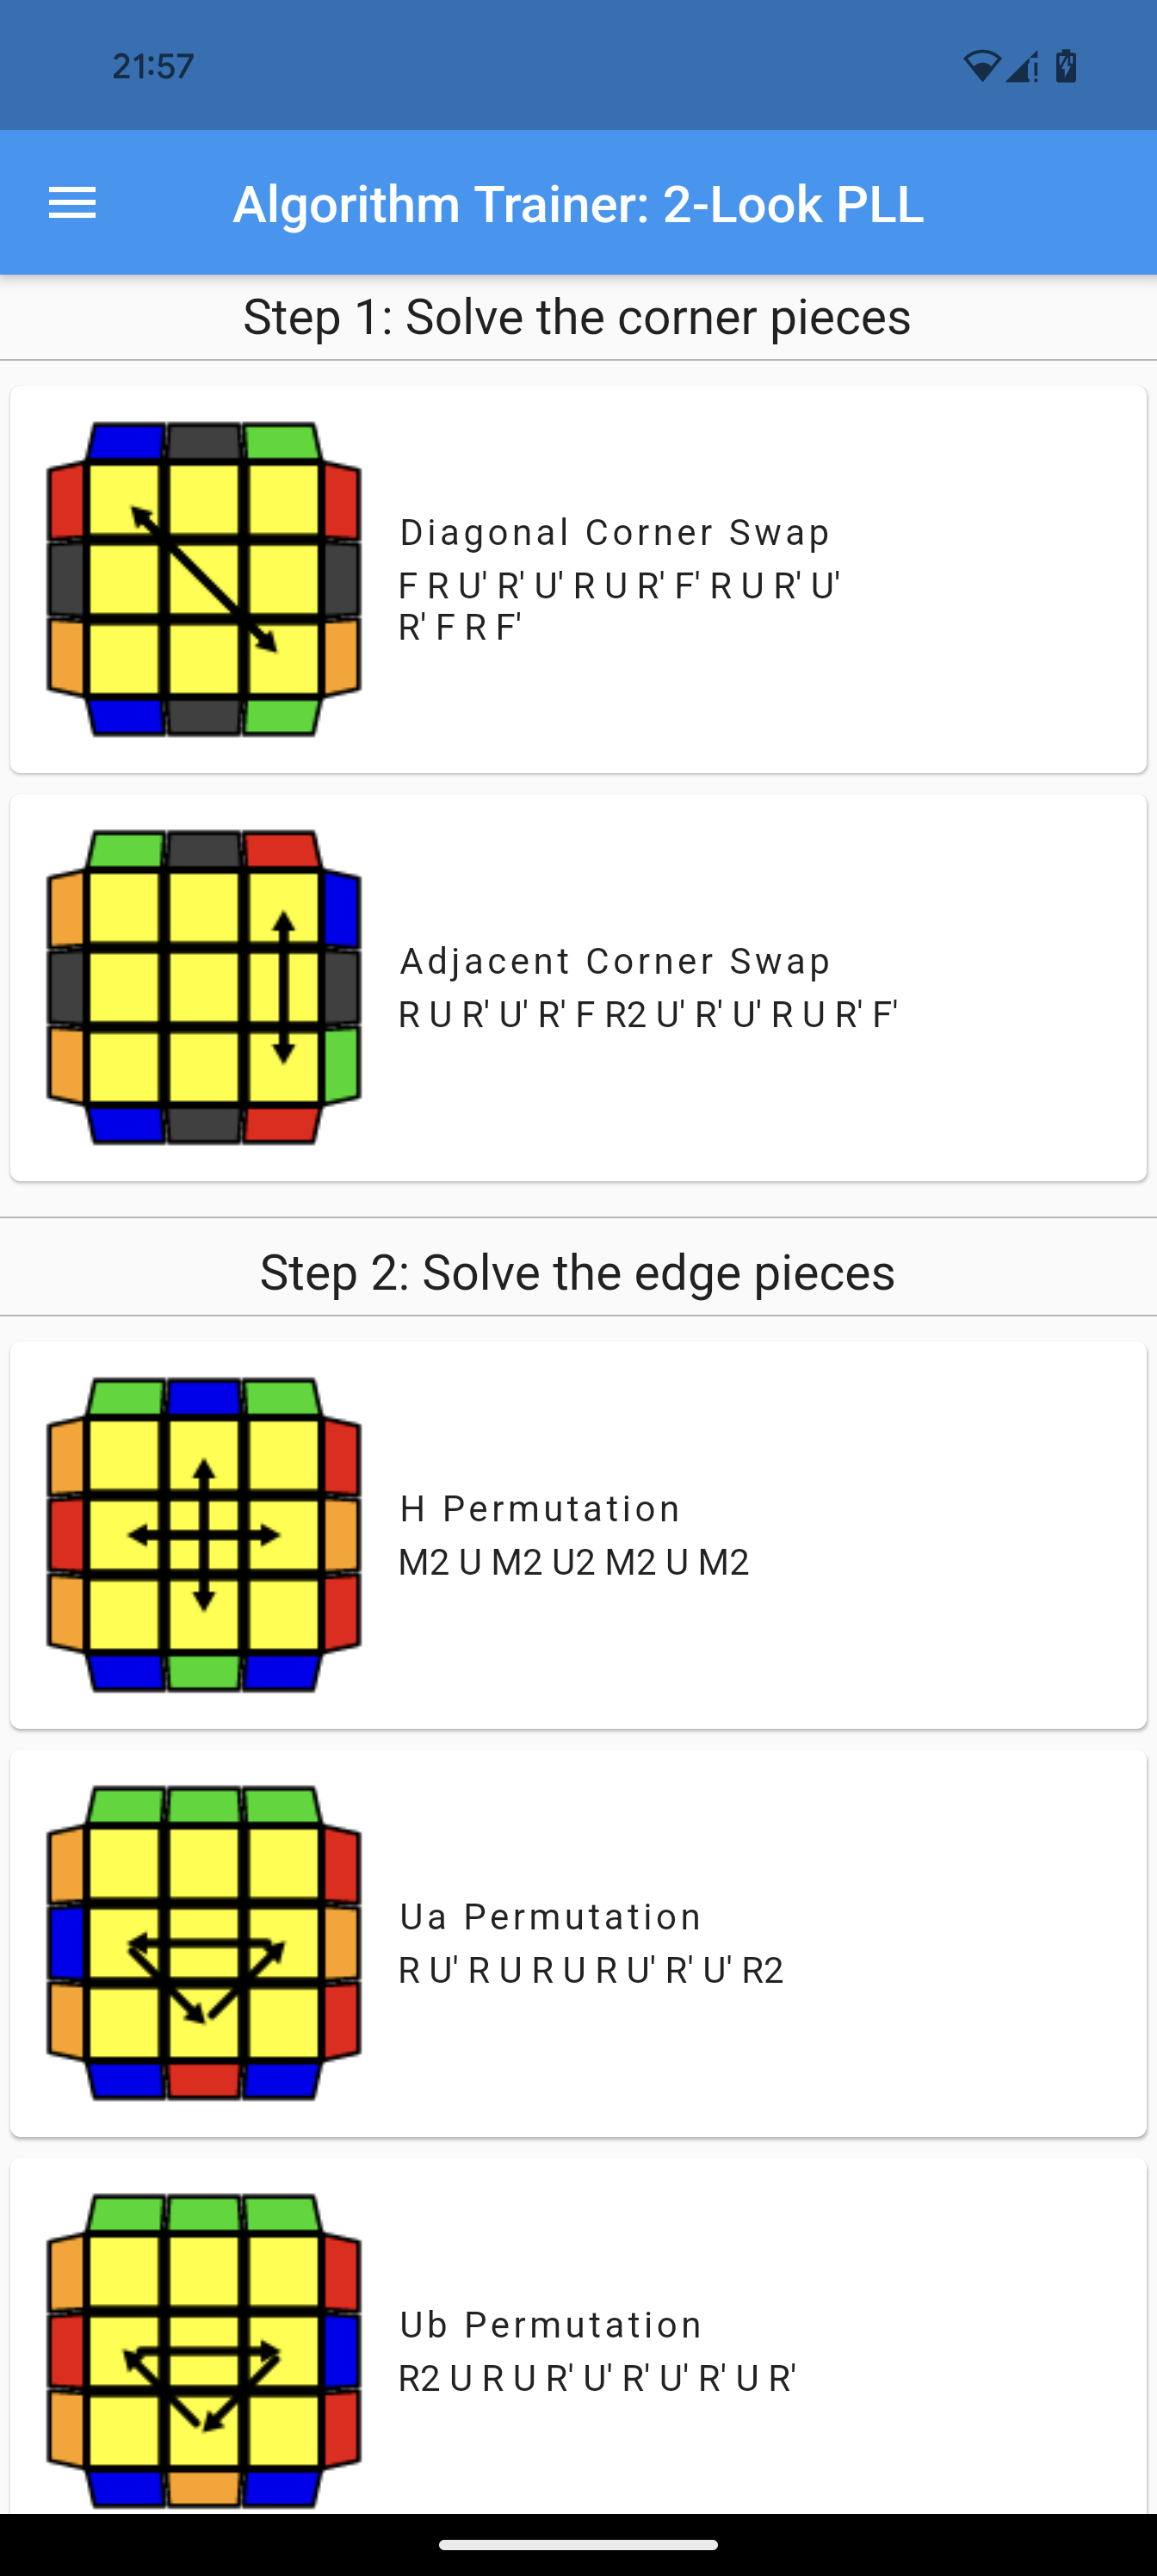 21:57
Algorithm Trainer: 2-Look PLL
Step 1: Solve the corner pieces
Diagonal Corner Swap
F R U' R' U' R U R' F' R U R' U'
R' F R F'
Adjacent Corner Swap
R U R' U' R' F R2 U' R' U' R U R' F'
Step 2: Solve the edge pieces
H Permutation
M2 U M2 U2 M2 U M2
Ua Permutation
R U' R U R U R U' R' U' R2
Ub Permutation
R2 U R U R' U' R' U' R' U R'